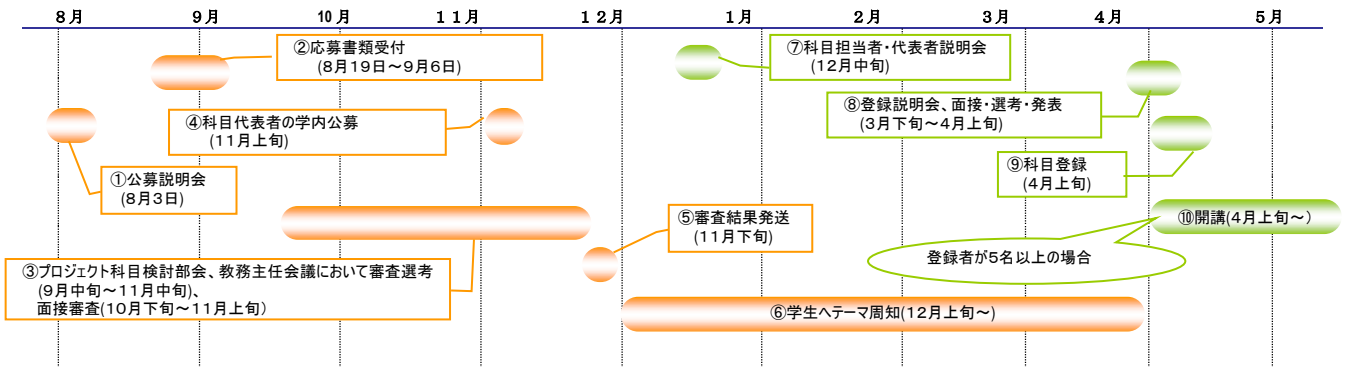 ８月 ９月 １０月 １１月 １２月 １月 ２月 ３月 ４月 ５月
②応募書類受付
(８月１９日～９月６日)
⑦科目担当者・代表者説明会
(１２月中旬)
④科目代表者の学内公募
(１１月上旬)
⑧登録説明会、面接・選考・発表
(３月下旬～４月上旬)
①公募説明会
(８月３日)
⑨科目登録
(４月上旬)
⑤審査結果発送
(１１月下旬)
⑩開講(４月上旬～）
登録者が５名以上の場合
③プロジェクト科目検討部会、教務主任会議において審査選考
(９月中旬～１１月中旬)、
面接審査(１０月下旬～１１月上旬）
⑥学生へテーマ周知(１２月上旬～)